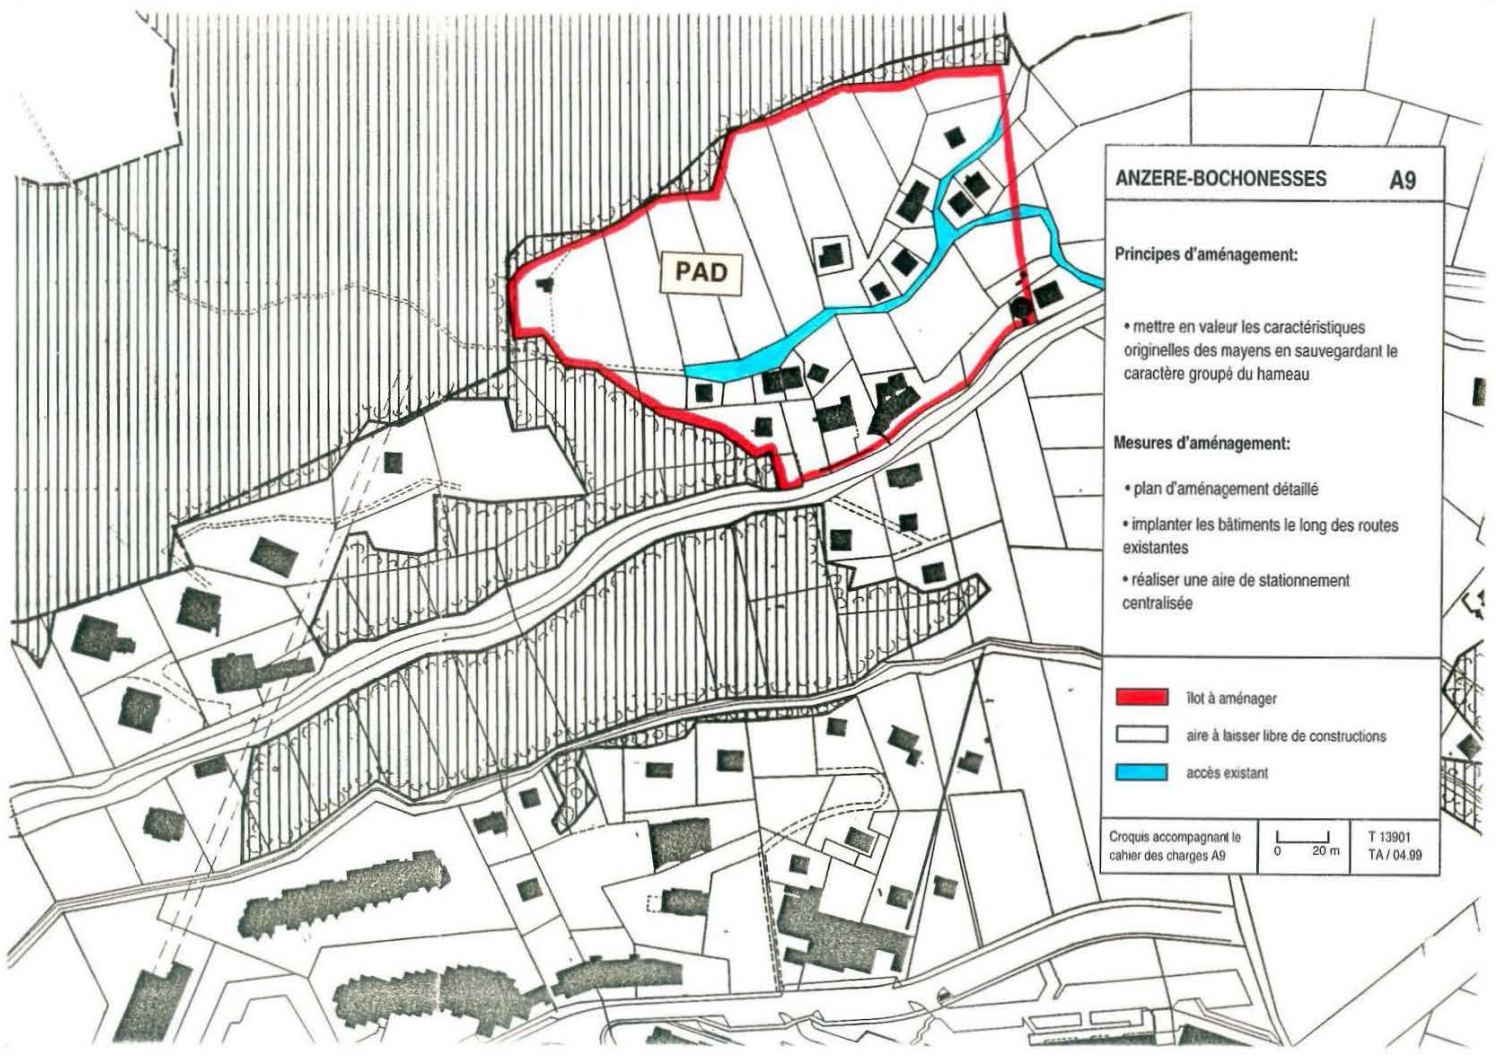 PAD
ANZERE-BOCHONESSES A9
Principes d'aménagement:
• mettre en valeur les caractéristiques
originelles des mayens en sauvegardant le
caractère groupé du hameau
Mesures d'aménagement:
• plan d'aménagement détaillé
• implanter les bâtiments le long des routes
existantes
• réaliser une aire de stationnement
centralisée
îlot à aménager
aire à laisser libre de constructions
accès existant
Croquis accompagnant le
cahier des charges A9
0 20 m
T 13901
TA / 04.99